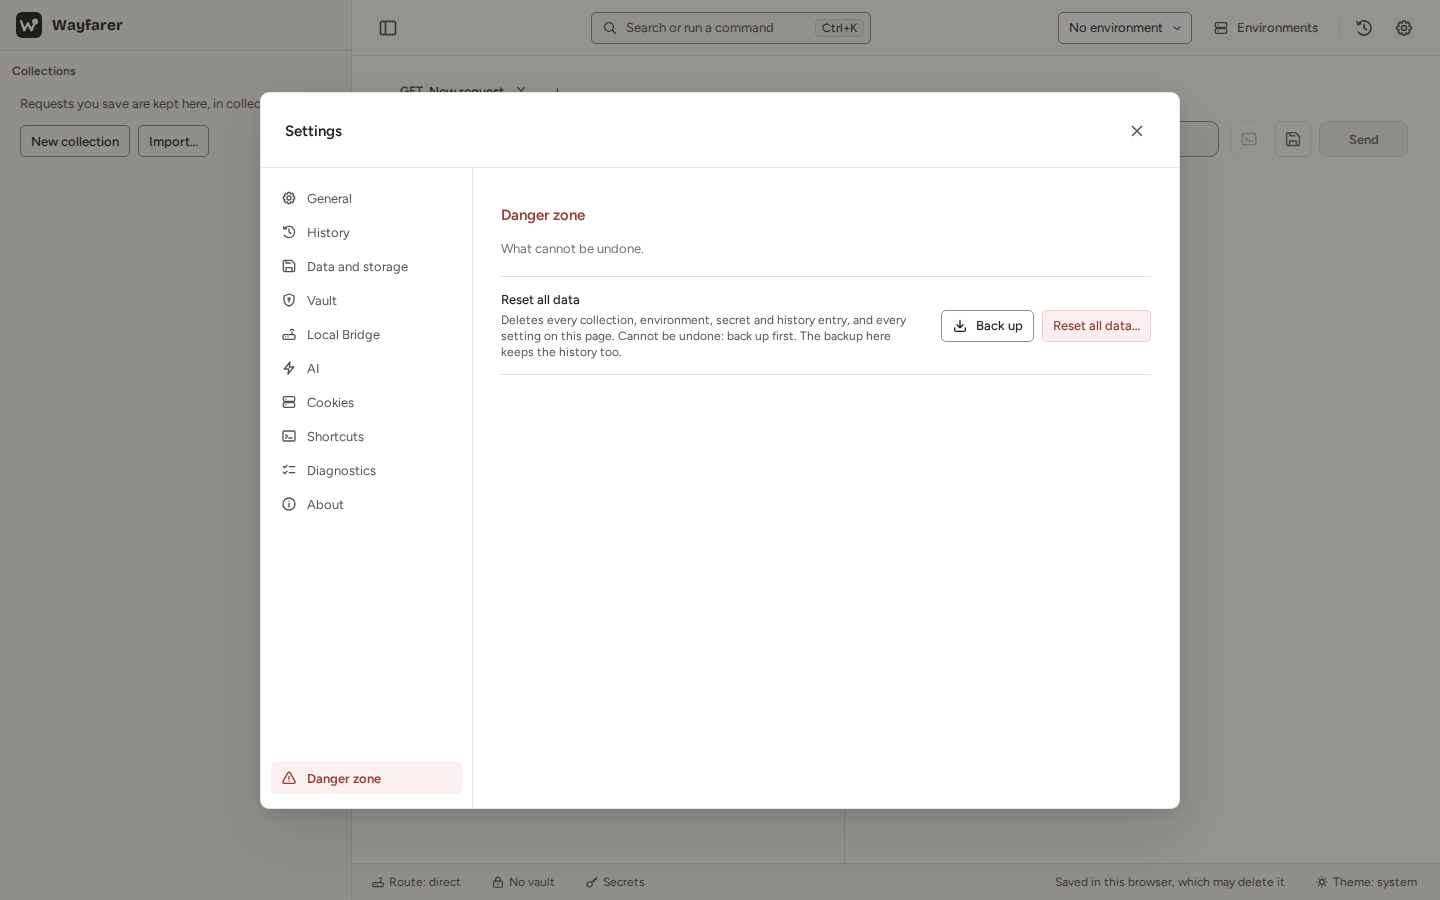 Wayfarer
Search or run a command
Ctrl+K
No environment
Environments
Collections
Requests you save are kept here, in collec
New collection
Import...
GET New request
Send
Settings
General
History
Data and storage
Vault
Local Bridge
AI
Cookies
Shortcuts
Diagnostics
About
Danger zone
Danger zone
What cannot be undone.
Reset all data
Deletes every collection, environment, secret and history entry, and every
setting on this page. Cannot be undone: back up first. The backup here
keeps the history too.
Back up
Reset all data...
Route: direct
No vault
Secrets
Saved in this browser, which may delete it
Theme: system